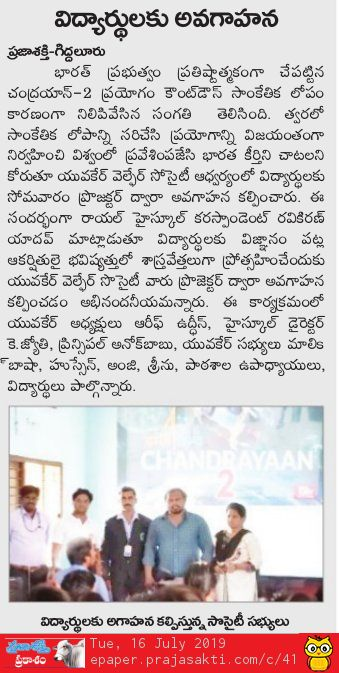 విద్యార్థులకు అవగాహన
ప్రజాశక్తి-గిద్దలూరు
భారత్ ప్రభుత్వం ప్రతిష్టాత్మకంగా చేపట్టిన
చంద్రయాన్-2 ప్రయోగం కౌంట్‌డౌన్ సాంకేతిక లోపం
కారణంగా నిలిపివేసిన సంగతి తెలిసిందే. త్వరలో
సాంకేతిక లోపాన్ని సరిచేసి ప్రయోగాన్ని విజయంతంగా
నిర్వహించి విశ్వంలో ప్రవేశింపజేసి భారత కీర్తిని చాటలని
కోరుతూ యువకేర్ వెల్ఫేర్ సోసైటీ ఆధ్వర్యంలో విద్యార్థులకు
సోమవారం ప్రొజక్టర్ ద్వారా అవగాహన కల్పించారు. ఈ
సందర్భంగా రాయల్ హైస్కూల్ కరస్పాండెంట్ రవికిరణ్
యాదవ్ మాట్లాడుతూ విద్యార్థులకు విజ్ఞానం పట్ల
ఆకర్షితులై భవిష్యత్తులో శాస్త్రవేత్తలుగా ప్రోత్సహించేందుకు
యువకేర్ వెల్ఫేర్ సొసైటీ వారు ప్రొజెక్టర్ ద్వారా అవగాహన
కల్పించడం అభినందనీయమన్నారు. ఈ కార్యక్రమంలో
యువకేర్ అధ్యక్షులు ఆరీఫ్ ఉద్దీస్, హైస్కూల్ డైరెక్టర్
కె.జ్యోతి, ప్రిన్సిపల్ అనోక్‌బాబు, యువకేర్ సభ్యులు మాలిక్
బాషా, హుస్సేన్, అంజి, శ్రీను, పాఠశాల ఉపాధ్యాయులు,
విద్యార్థులు పాల్గొన్నారు.
CHANDRAYAAN
2
విద్యార్థులకు అగాహన కల్పిస్తున్న సొసైటీ సభ్యులు
ప్రజాశక్తి
ప్రకాశం
Tue, 16 July 2019
epaper.prajasakti.com/c/41